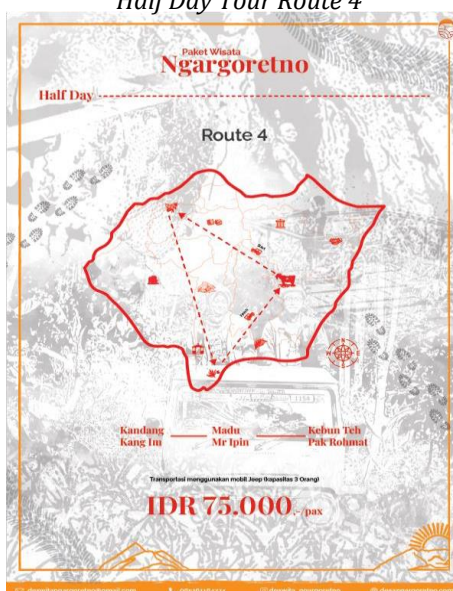 Half Day Tour Route 4
Paket Wisata
Ngargoretno
Half Day
Route 4
Kandang Kang Im
Madu Mr Ipin
Kebun Teh Pak Rohmat
Transportasi menggunakan mobil Jeep (kapasitas 3 Orang)
IDR 75.000,-/pax